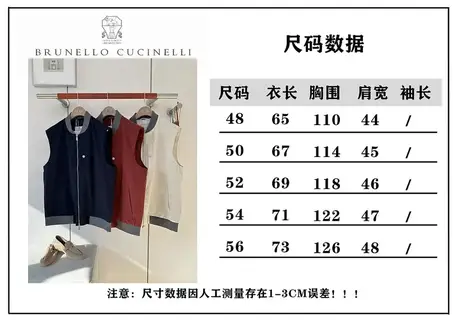 BRUNELLO CUCINELLI
尺码数据
尺码 衣长 胸围 肩宽 袖长
48 65 110 44 /
50 67 114 45 /
52 69 118 46 /
54 71 122 47 /
56 73 126 48 /
注意：尺寸数据因人工测量存在1-3CM误差！！！